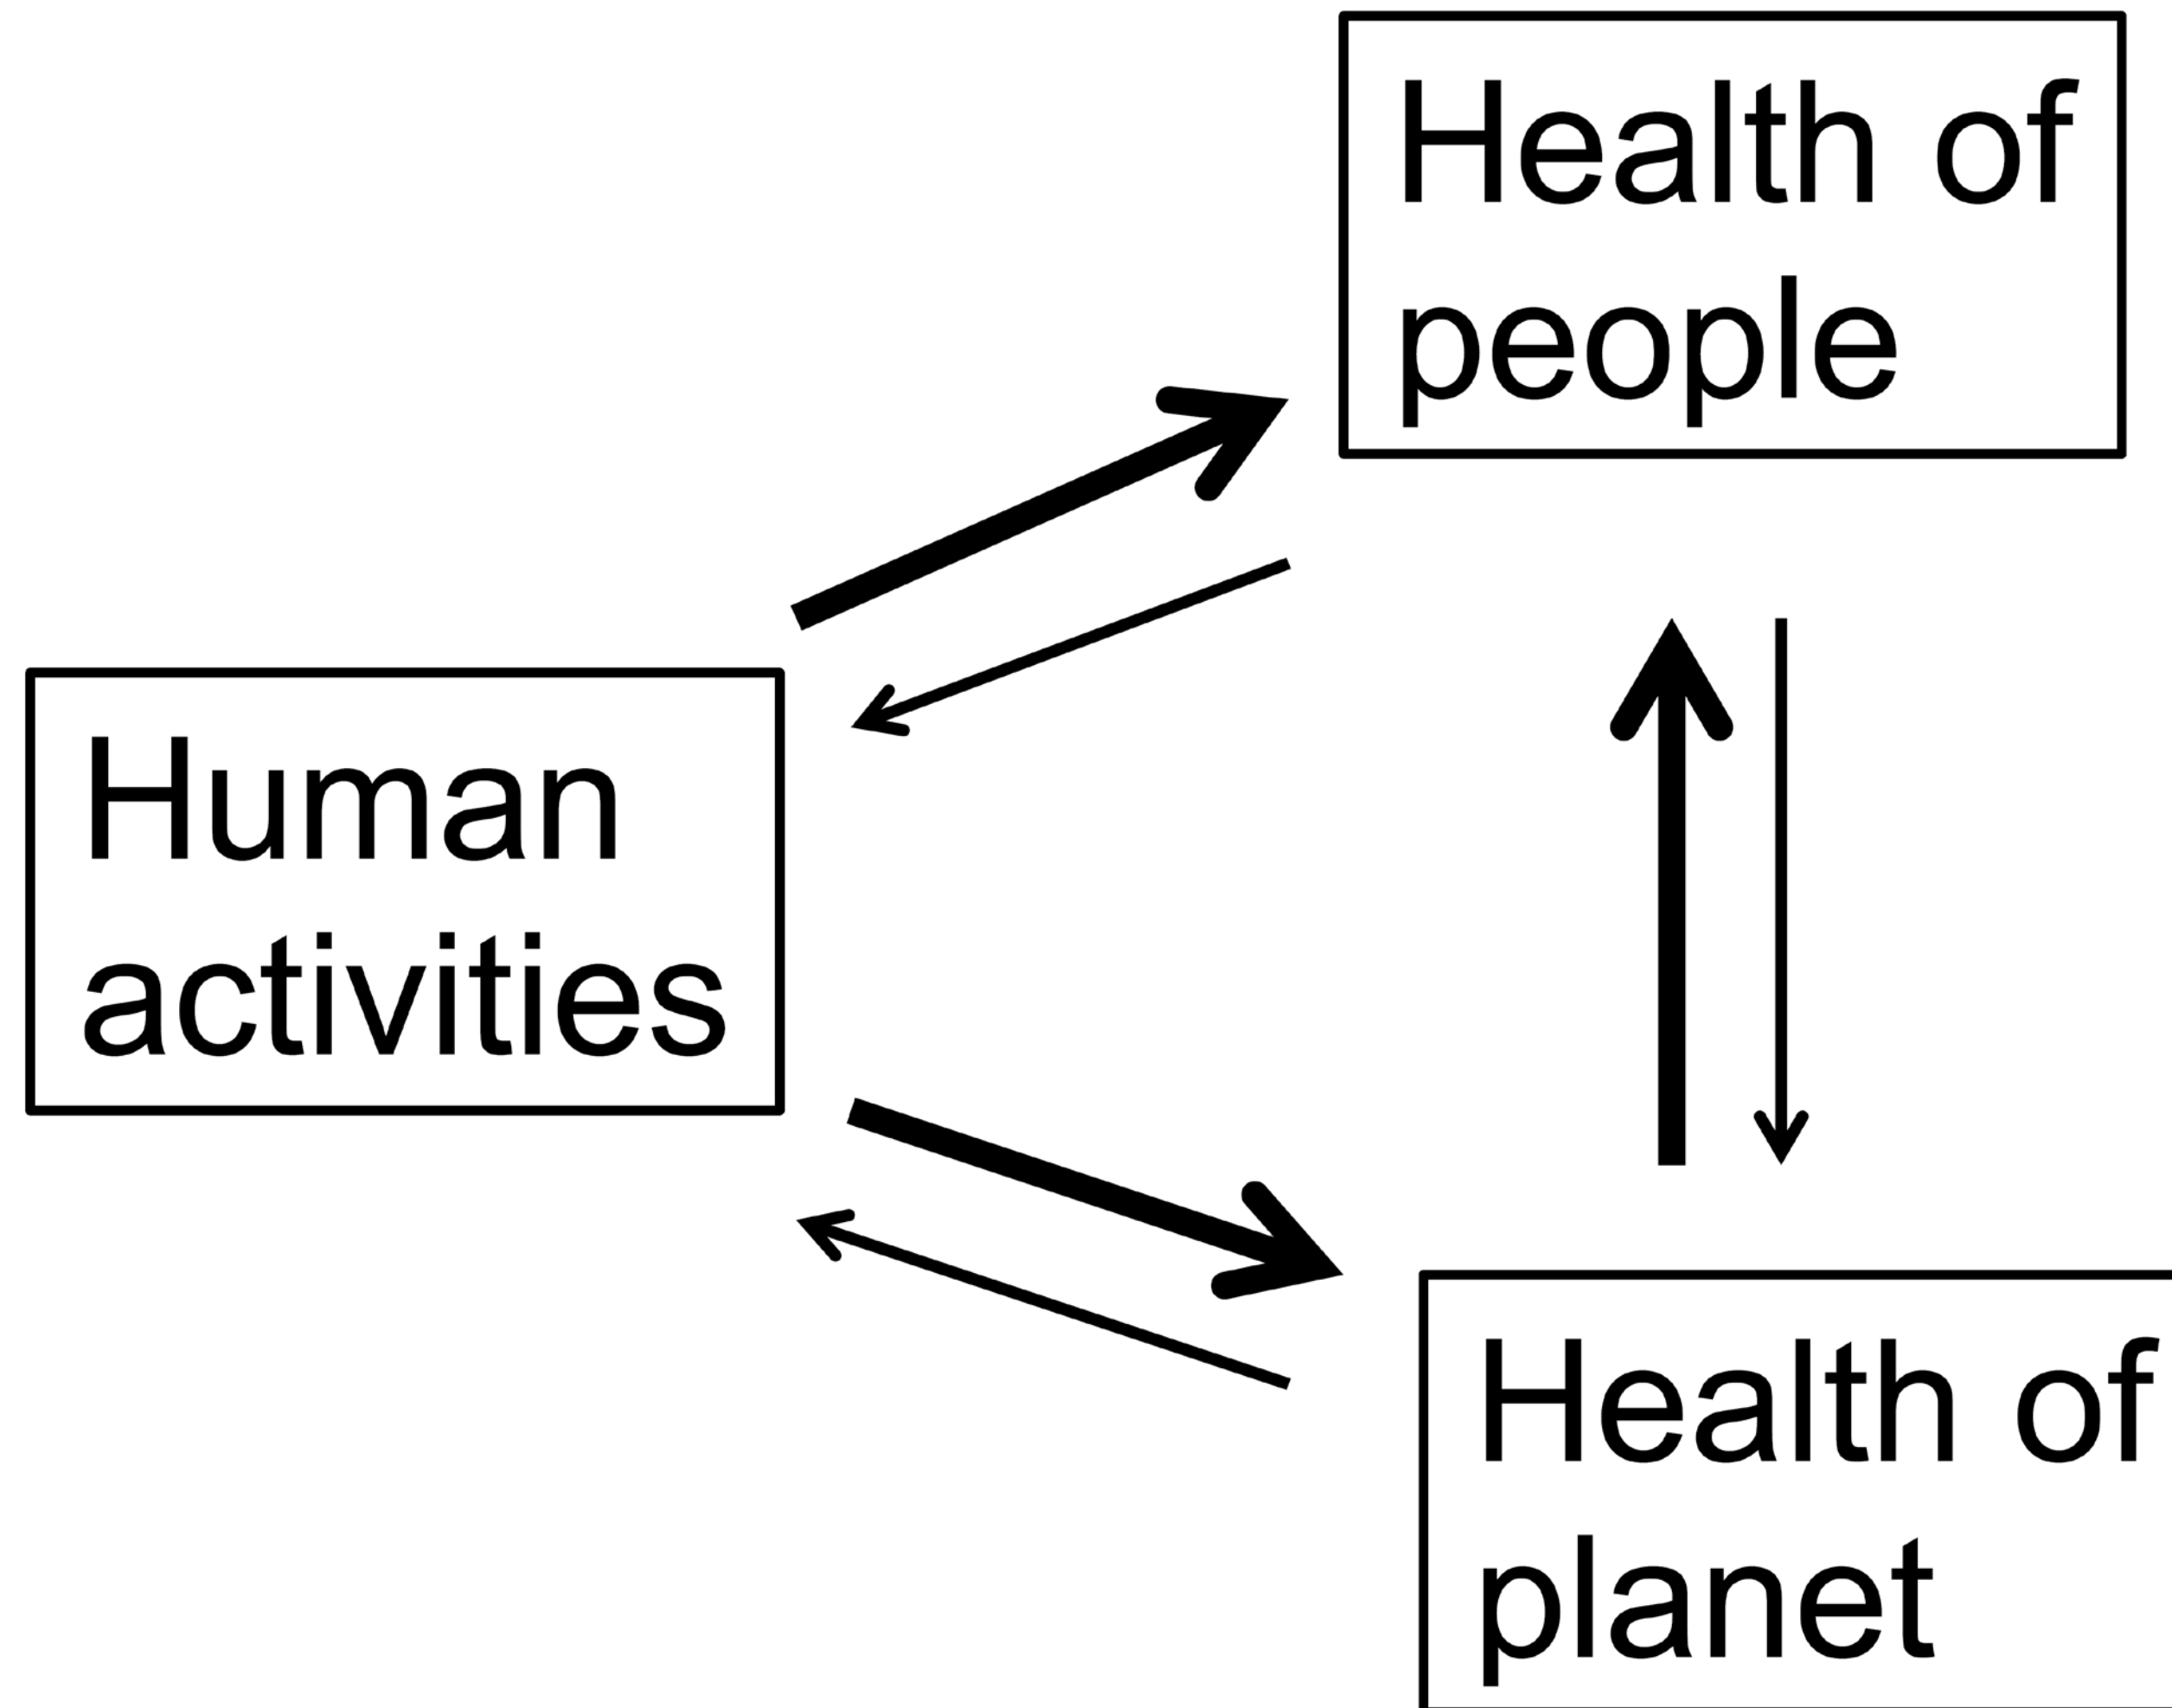 Health of
people
Human
activities
Health of
planet